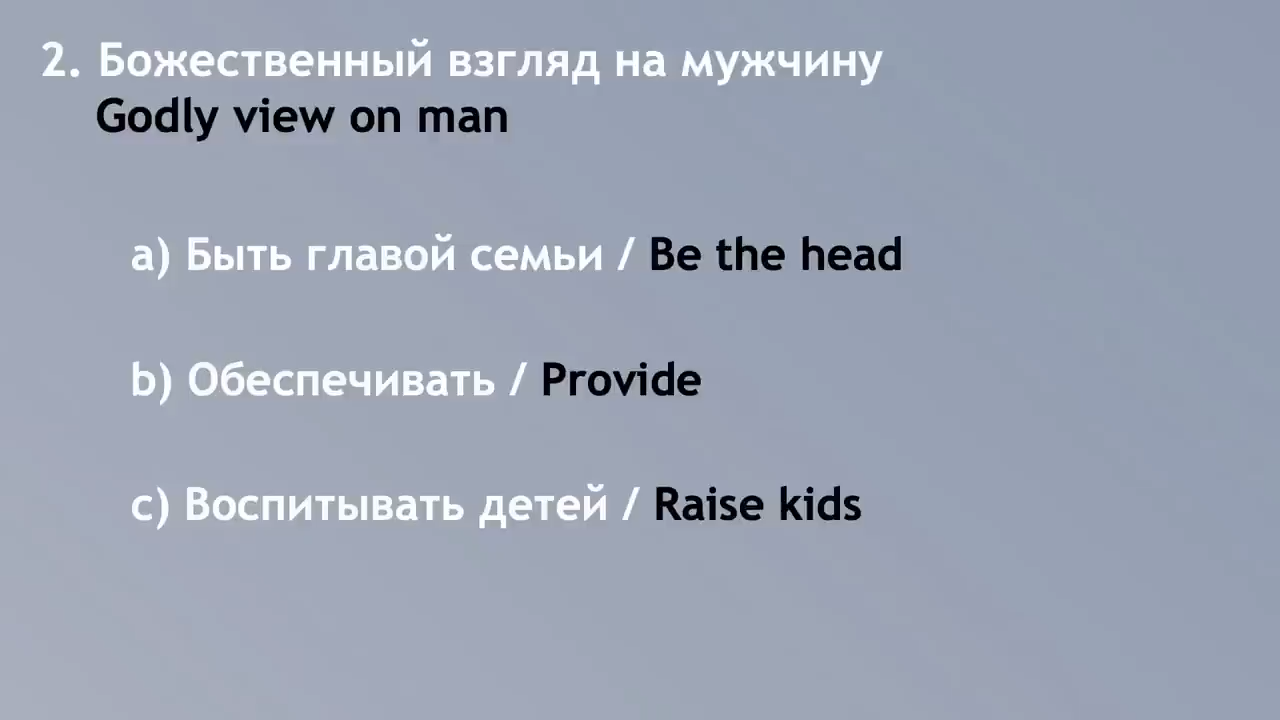 2. Божественный взгляд на мужчину
Godly view on man
a) Быть главой семьи / Be the head
b) Обеспечивать / Provide
c) Воспитывать детей / Raise kids